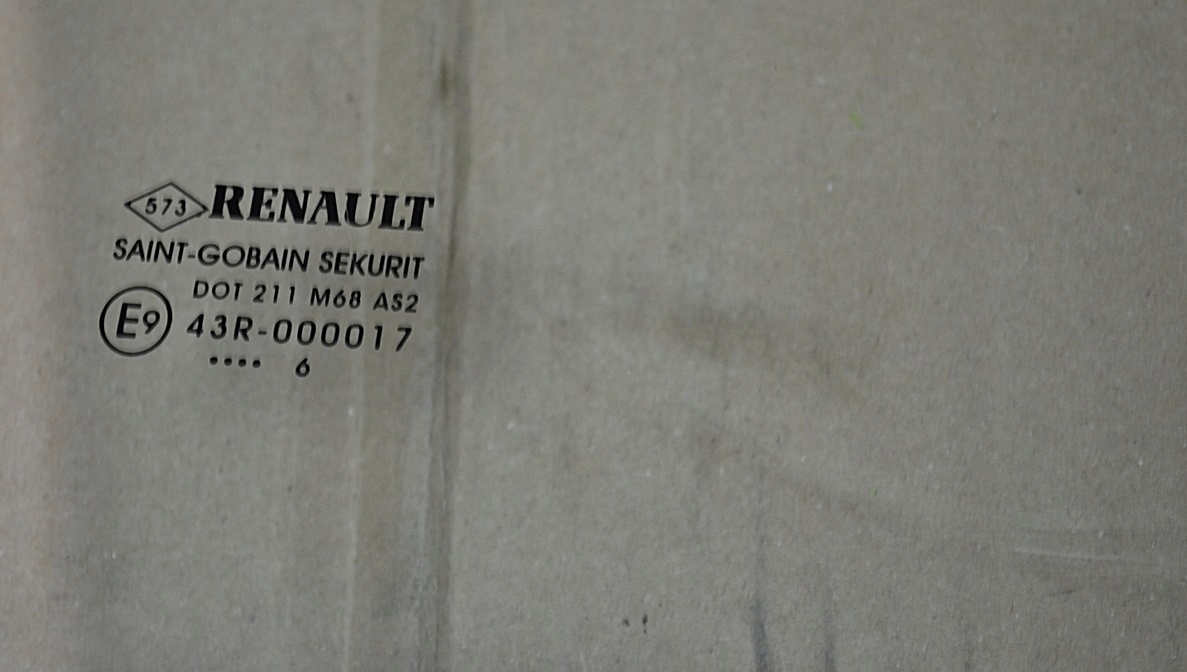 573 RENAULT
SAINT-GOBAIN SEKURIT
DOT 211 M68 AS2
E9 43R-000017
•••• 6